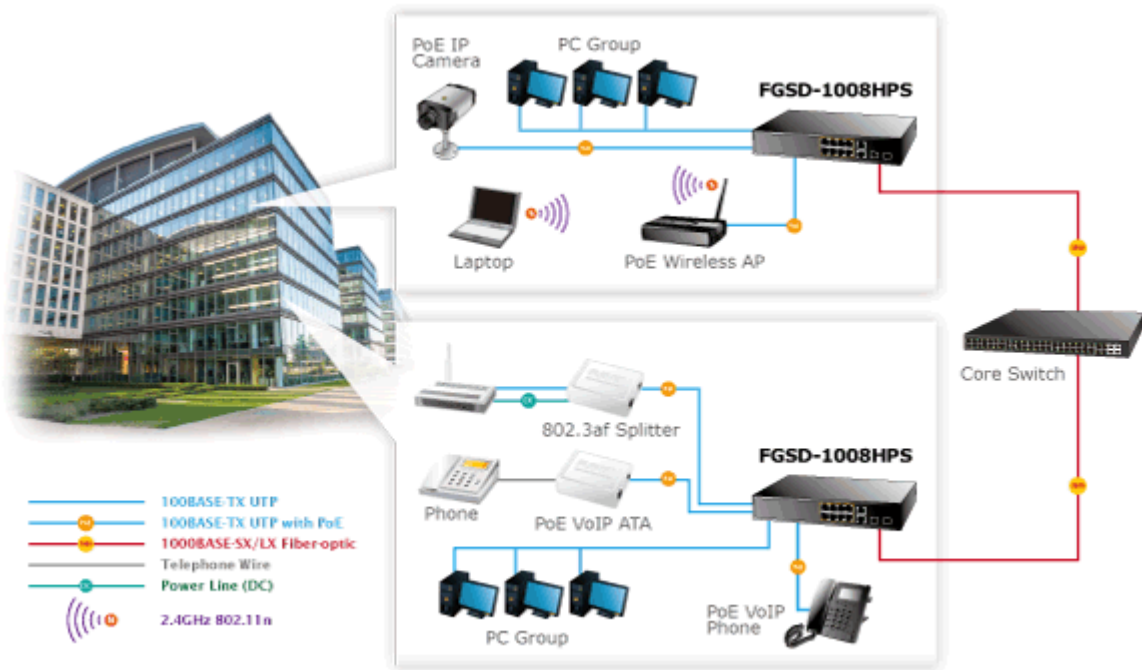 PoE IP
Camera
PC Group
FGSD-1008HPS
Laptop
PoE Wireless AP
Core Switch
802.3af Splitter
FGSD-1008HPS
Phone
PoE VoIP ATA
PC Group
PoE VoIP
Phone
100BASE-TX UTP
100BASE-TX UTP with PoE
1000BASE-SX/LX Fiber-optic
Telephone Wire
Power Line (DC)
2.4GHz 802.11n